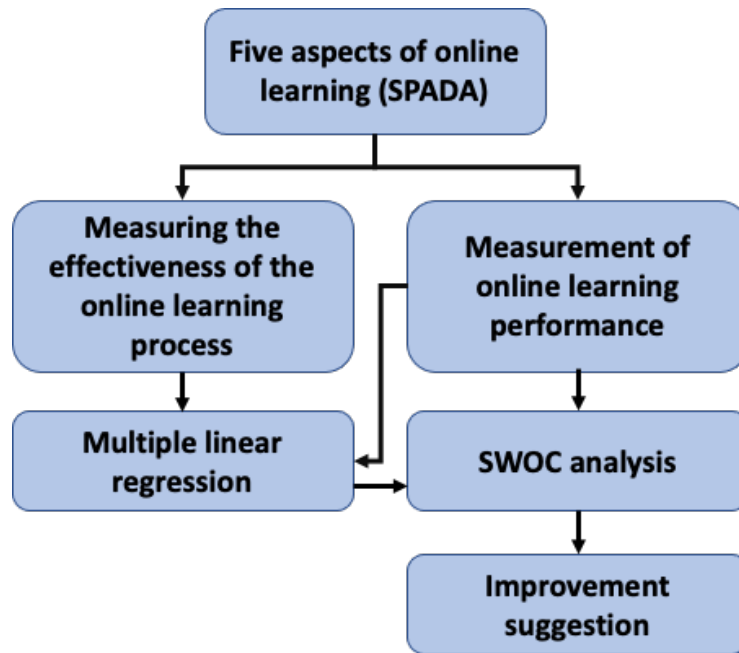 Five aspects of online
learning (SPADA)
Measuring the
effectiveness of the
online learning
process
Measurement of
online learning
performance
Multiple linear
regression
SWOC analysis
Improvement
suggestion